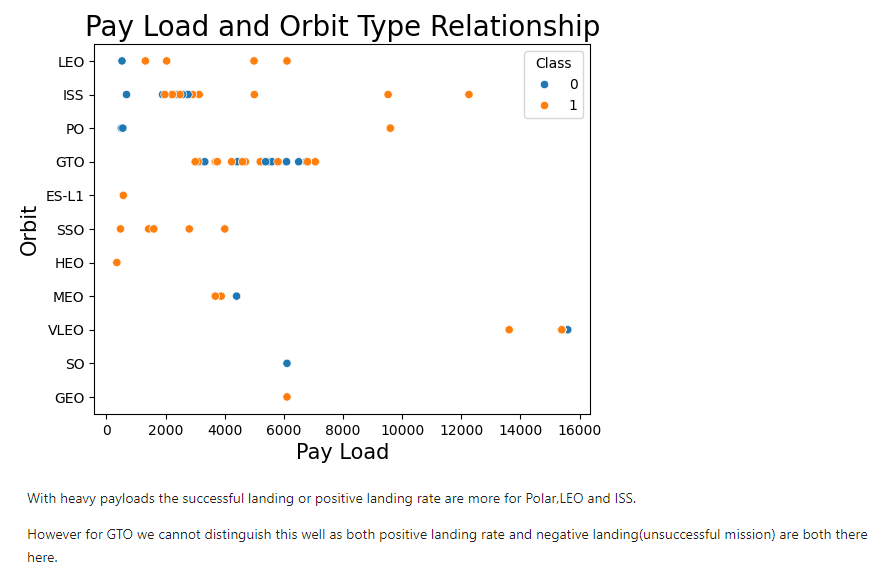 Pay Load and Orbit Type Relationship
LEO
ISS
PO
GTO
ES-L1
SSO
HEO
MEO
VLEO
SO
GEO
Orbit
Class
0
1
0 2000 4000 6000 8000 10000 12000 14000 16000
Pay Load
With heavy payloads the successful landing or positive landing rate are more for Polar,LEO and ISS.
However for GTO we cannot distinguish this well as both positive landing rate and negative landing(unsuccessful mission) are both there
here.